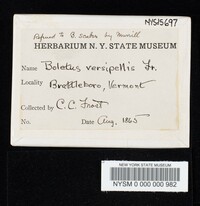 NYS15697
Referred to B. scaber by Murrill
HERBARIUM N. Y. STATE MUSEUM
Name Boletus versipellis Fr.
Locality Brattleboro, Vermont
Collected by C. C. Frost
No. Date Aug, 1865
NEW YORK STATE MUSEUM
NYSM 0 000 000 982